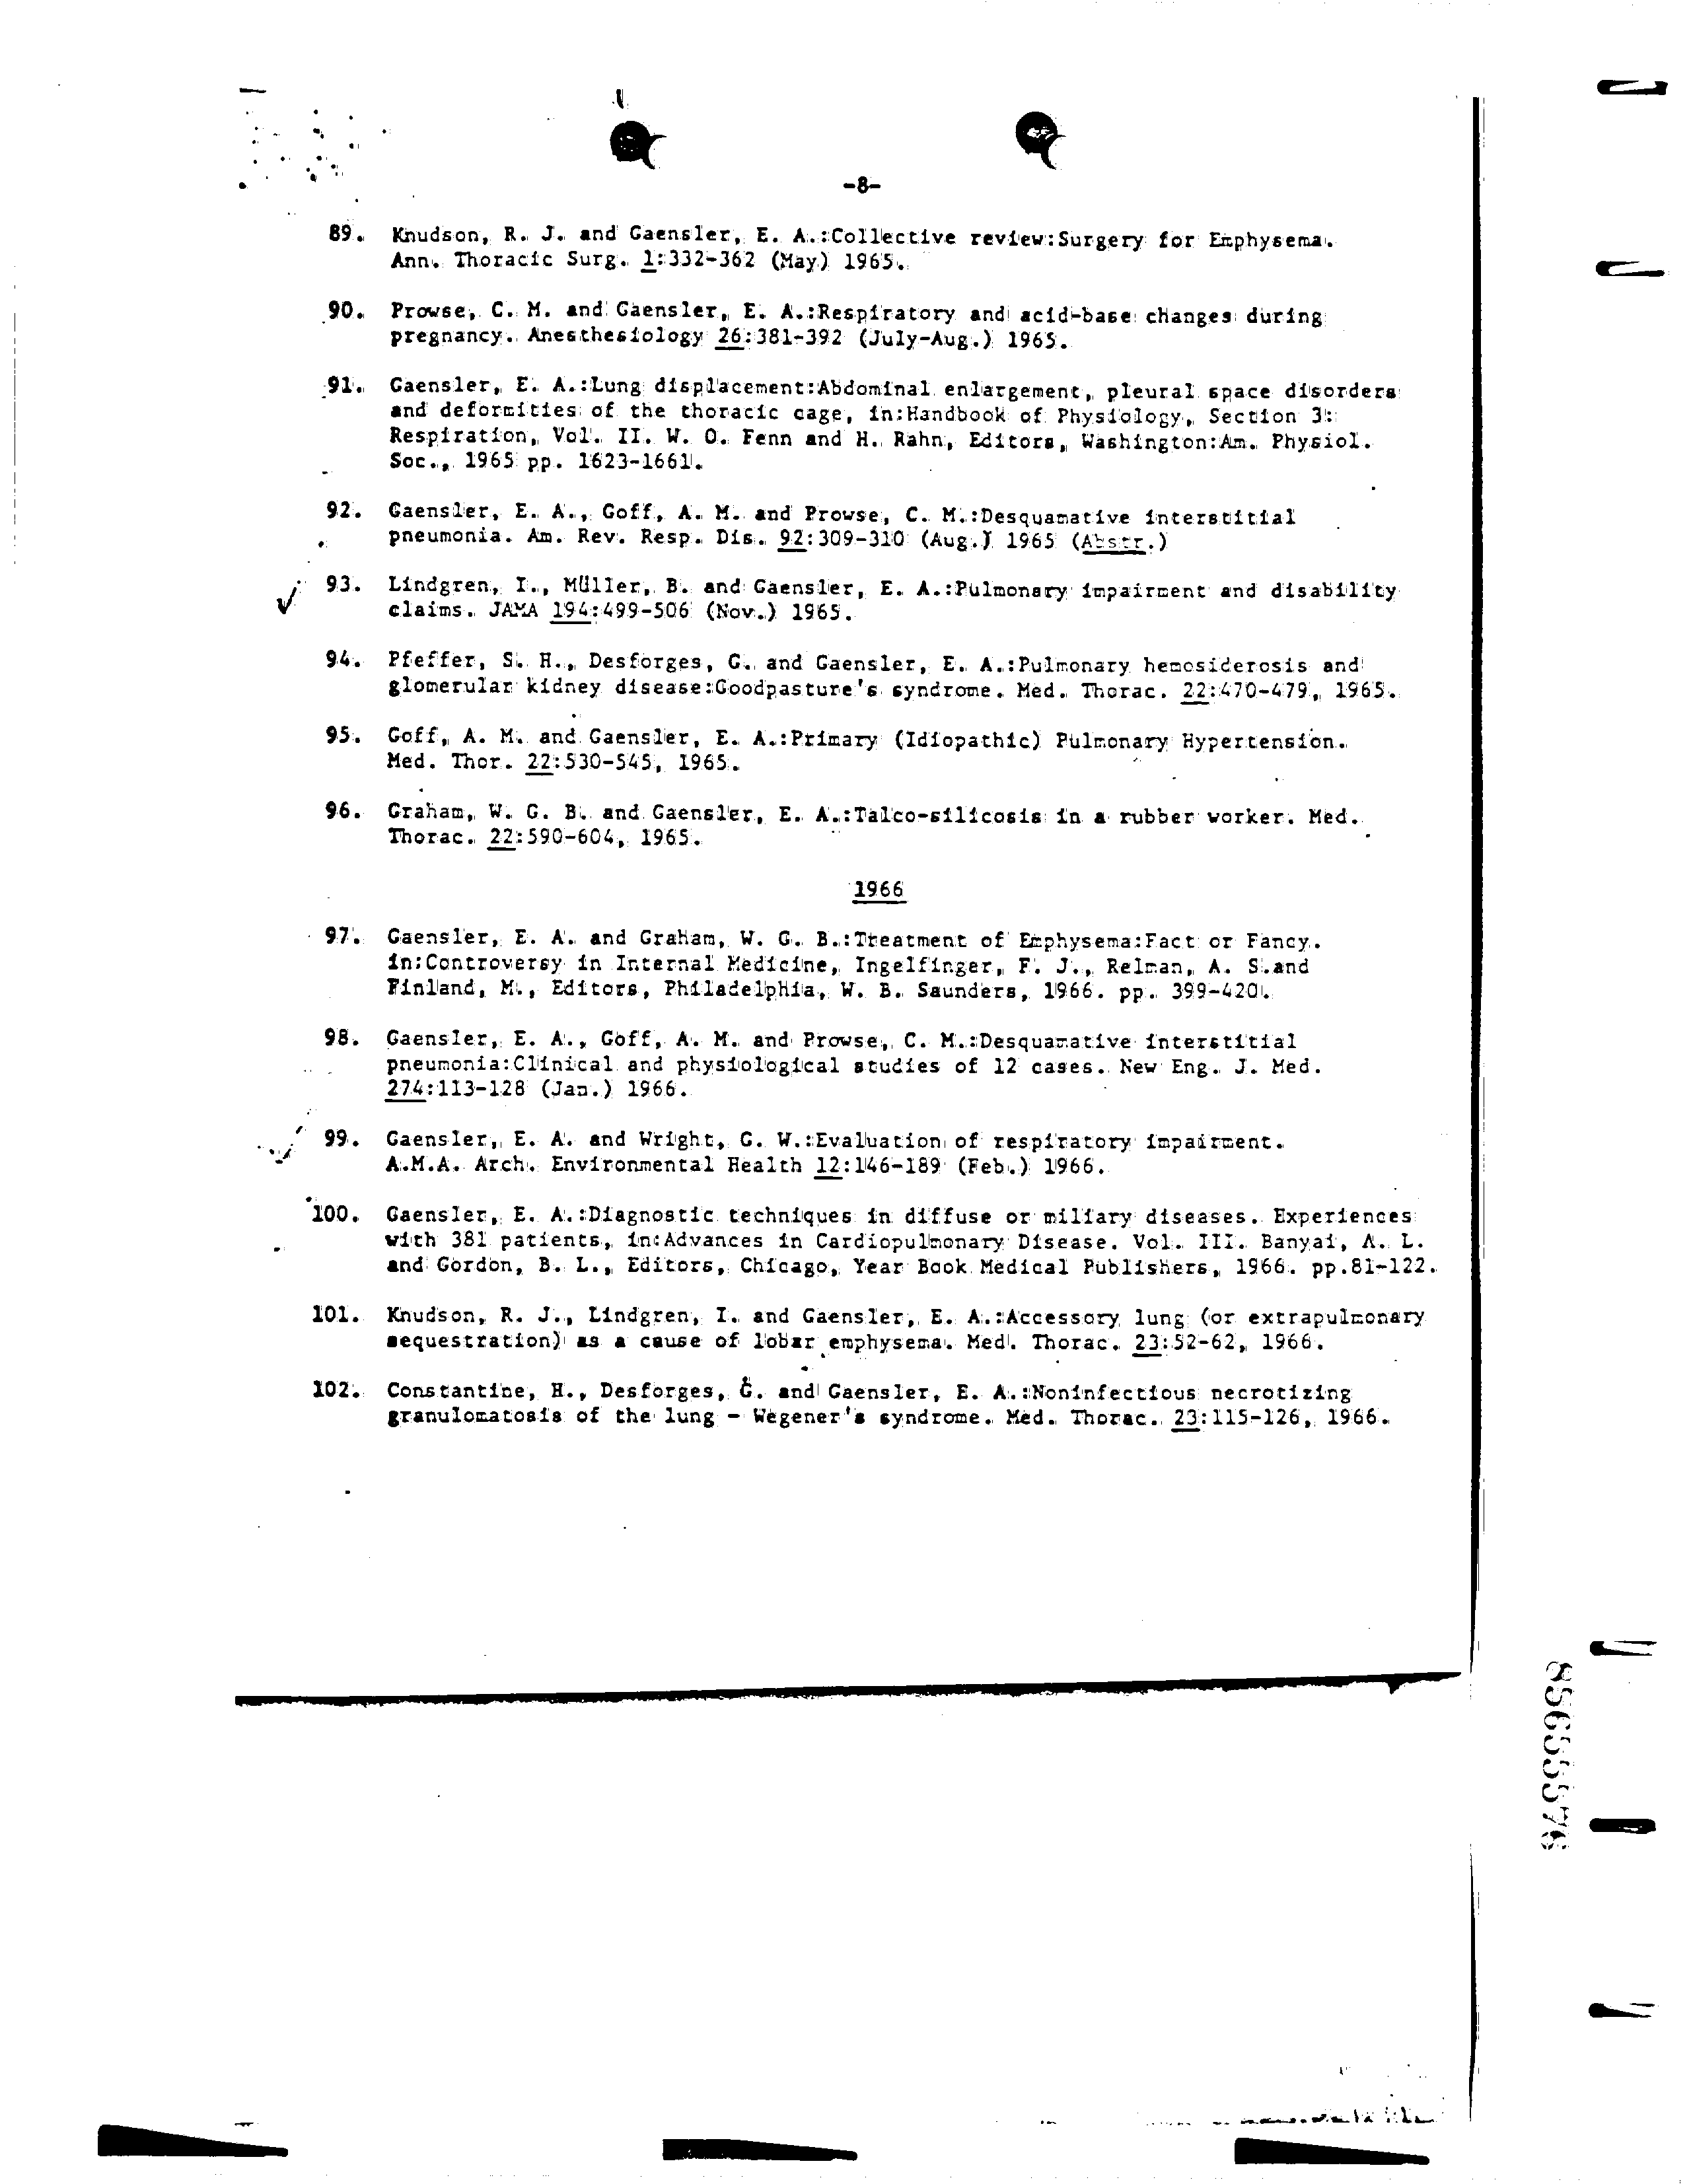 -8-
89. Knudson, R. J. and Gaensler, E. A.:Collective review:Surgery for Emphysema.
Ann. Thoracic Surg. 1:332-362 (May) 1965.
90. Prowse, C. M. and Gaensler, E. A.:Respiratory and acid-base changes during
pregnancy. Anesthesiology 26:381-392 (July-Aug.) 1965.
91. Gaensler, E. A.:Lung displacement:Abdominal enlargement, pleural space disorders
and deformities of the thoracic cage, in:Handbook of Physiology, Section 3:
Respiration, Vol. II. W. O. Fenn and H. Rahn, Editors, Washington:Am. Physiol.
Soc., 1965 pp. 1623-1661.
92. Gaensler, E. A., Goff, A. M. and Prowse, C. M.:Desquamative interstitial
pneumonia. Am. Rev. Resp. Dis. 92:309-310 (Aug.) 1965 (Abstr.)
93. Lindgren, I., Müller, B. and Gaensler, E. A.:Pulmonary impairment and disability
claims. JAMA 194:499-506 (Nov.) 1965.
94. Pfeffer, S. H., Desforges, G. and Gaensler, E. A.:Pulmonary hemosiderosis and
glomerular kidney disease:Goodpasture's syndrome. Med. Thorac. 22:470-479, 1965.
95. Goff, A. M. and Gaensler, E. A.:Primary (Idiopathic) Pulmonary Hypertension.
Med. Thor. 22:530-545, 1965.
96. Graham, W. G. B. and Gaensler, E. A.:Talco-silicosis in a rubber worker. Med.
Thorac. 22:590-604, 1965.
1966
97. Gaensler, E. A. and Graham, W. G. B.:Treatment of Emphysema:Fact or Fancy.
in:Controversy in Internal Medicine, Ingelfinger, F. J., Relman, A. S.and
Finland, M., Editors, Philadelphia, W. B. Saunders, 1966. pp. 399-420.
98. Gaensler, E. A., Goff, A. M. and Prowse, C. M.:Desquamative interstitial
pneumonia:Clinical and physiological studies of 12 cases. New Eng. J. Med.
274:113-128 (Jan.) 1966.
99. Gaensler, E. A. and Wright, G. W.:Evaluation of respiratory impairment.
A.M.A. Arch. Environmental Health 12:146-189 (Feb.) 1966.
100. Gaensler, E. A.:Diagnostic techniques in diffuse or miliary diseases. Experiences
with 381 patients, in:Advances in Cardiopulmonary Disease. Vol. III. Banyai, A. L.
and Gordon, B. L., Editors, Chicago, Year Book Medical Publishers, 1966. pp.81-122.
101. Knudson, R. J., Lindgren, I. and Gaensler, E. A.:Accessory lung (or extrapulmonary
sequestration) as a cause of lobar emphysema. Med. Thorac. 23:52-62, 1966.
102. Constantine, H., Desforges, G. and Gaensler, E. A.:Noninfectious necrotizing
granulomatosis of the lung - Wegener's syndrome. Med. Thorac. 23:115-126, 1966.
85655576